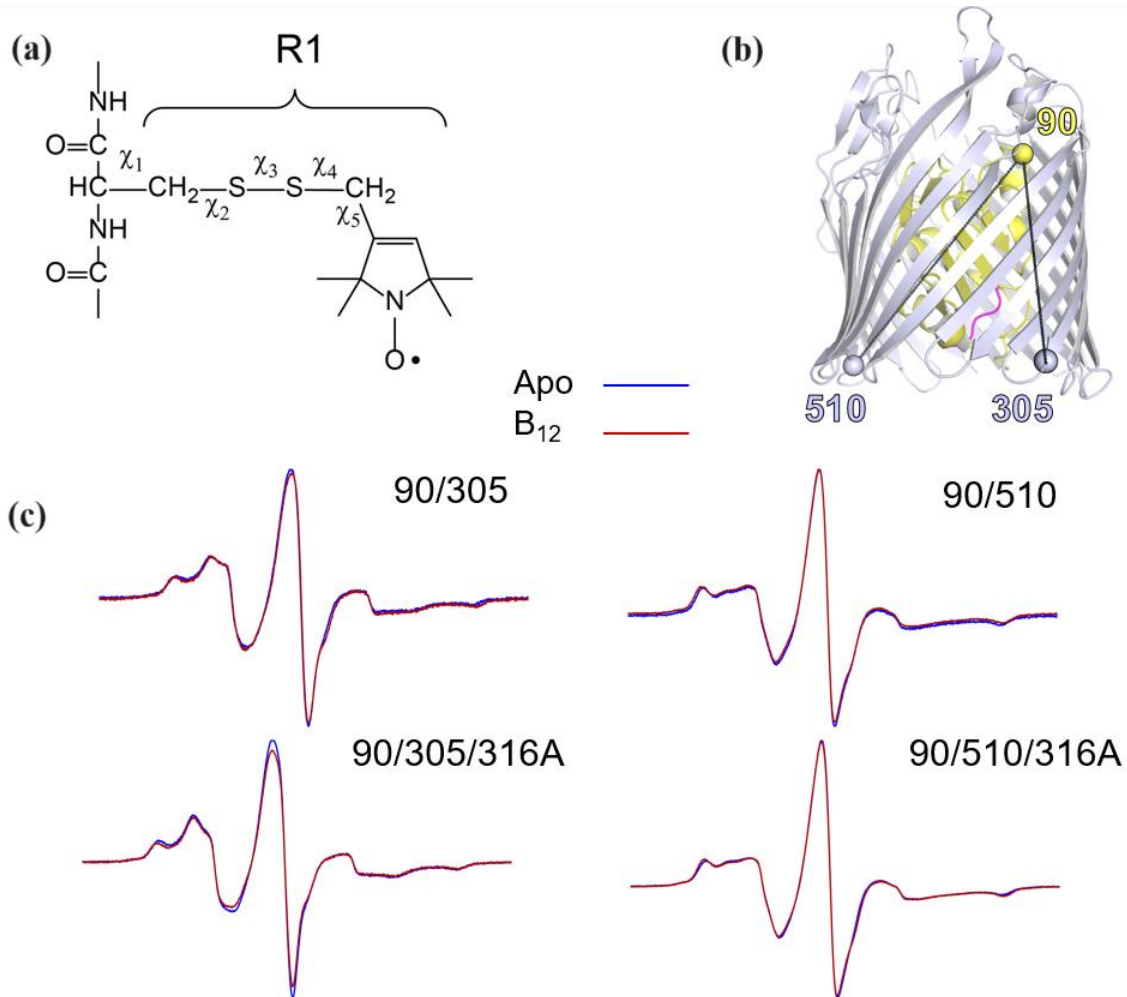 (a)
R1
NH
O=C
χ1
HC
CH2
S
S
CH2
χ2
χ3
χ4
χ5
NH
O=C
N
O•
(b)
90
510
305
Apo
B12
(c)
90/305
90/510
90/305/316A
90/510/316A